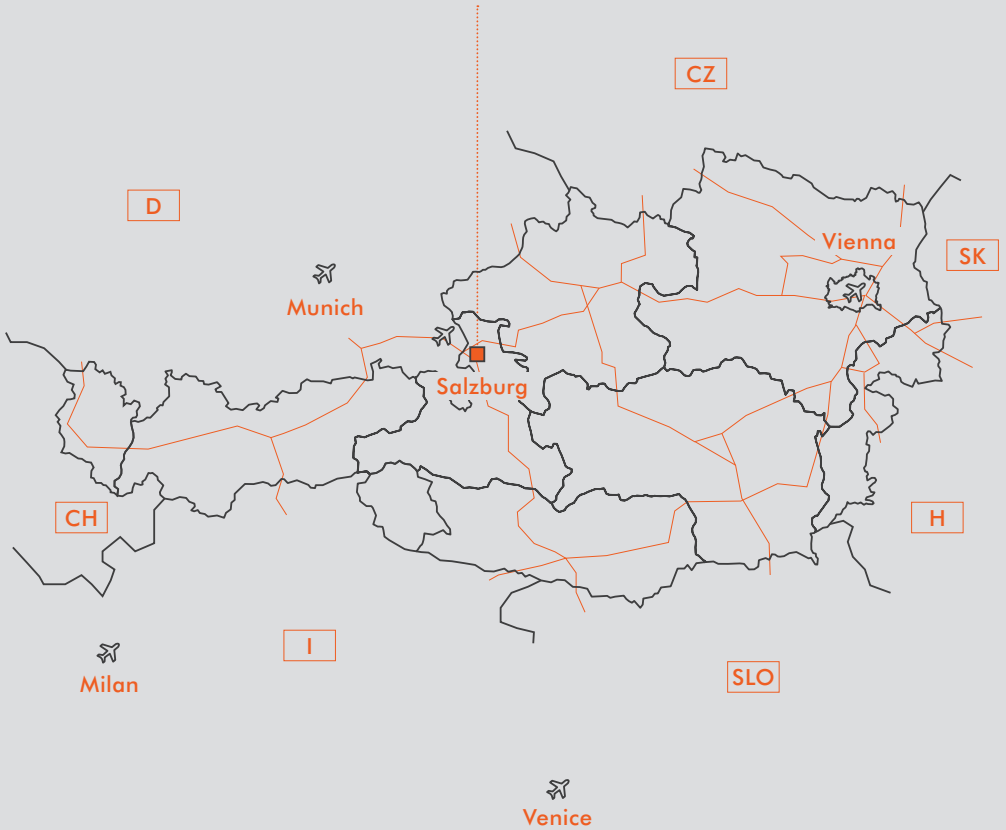 CZ
D
Vienna
SK
Munich
Salzburg
CH
H
I
Milan
SLO
Venice